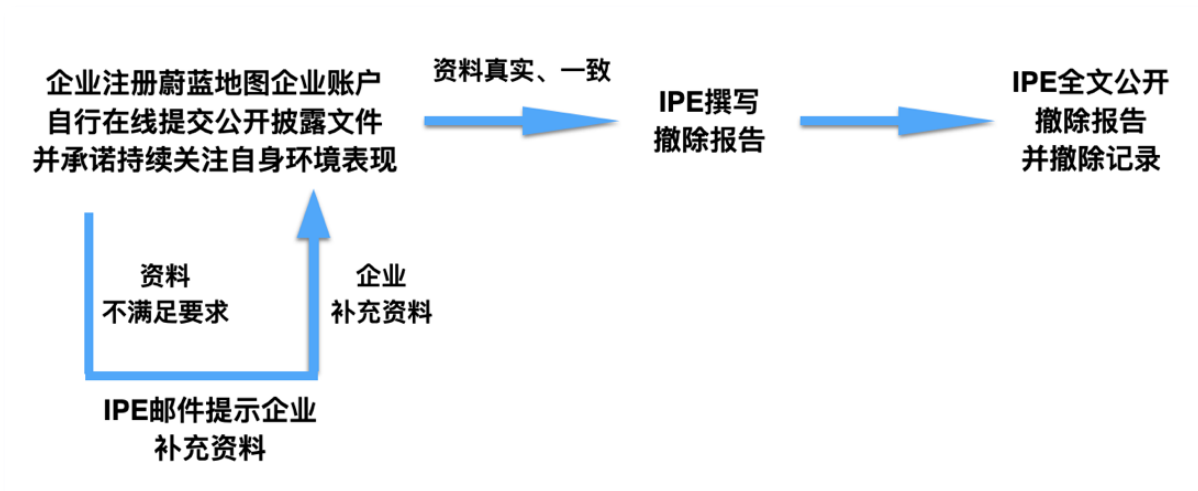 企业注册蔚蓝地图企业账户
自行在线提交公开披露文件
并承诺持续关注自身环境表现
资料真实、一致
IPE撰写
撤除报告
IPE全文公开
撤除报告
并撤除记录
资料
不满足要求
企业
补充资料
IPE邮件提示企业
补充资料